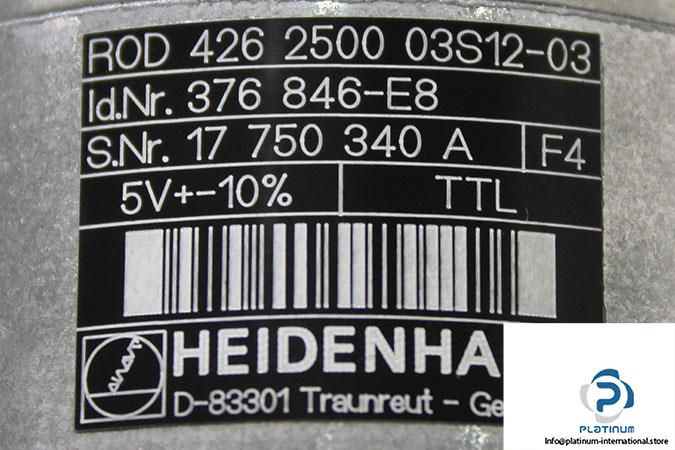 ROD 426 2500 03S12-03
Id.Nr. 376 846-E8
S.Nr. 17 750 340 A F4
5V+-10% TTL
HEIDENHA
D-83301 Traunreut - Ge
PLATINUM
info@platinum-international.store